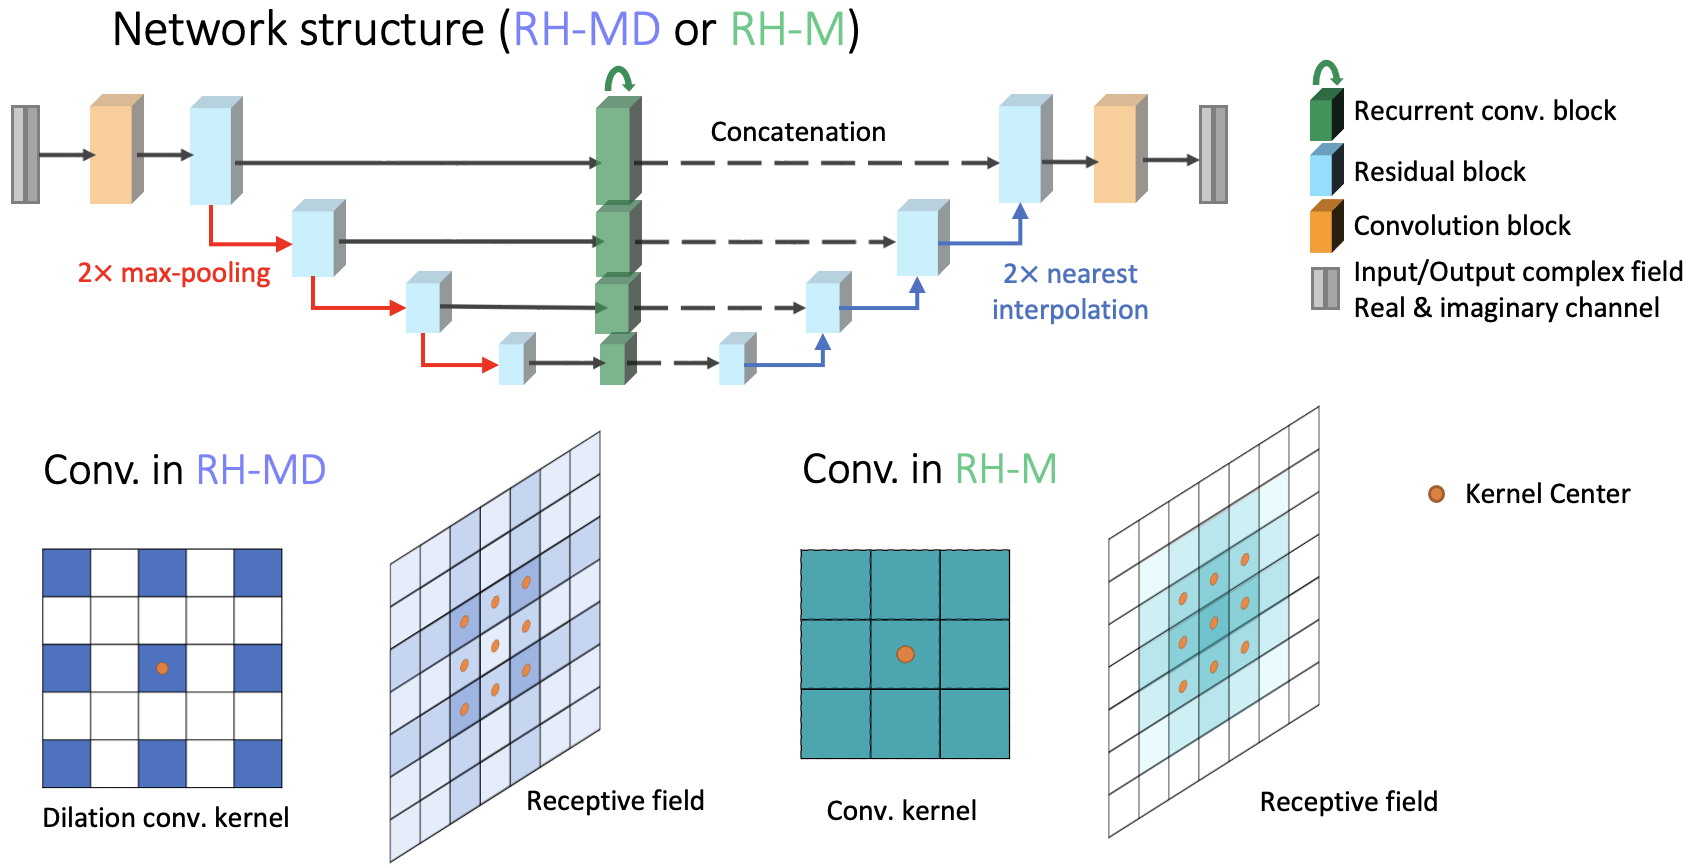 Network structure (RH-MD or RH-M)
Concatenation
2× max-pooling
2× nearest
interpolation
Recurrent conv. block
Residual block
Convolution block
Input/Output complex field
Real & imaginary channel
Conv. in RH-MD
Conv. in RH-M
Kernel Center
Dilation conv. kernel
Receptive field
Conv. kernel
Receptive field